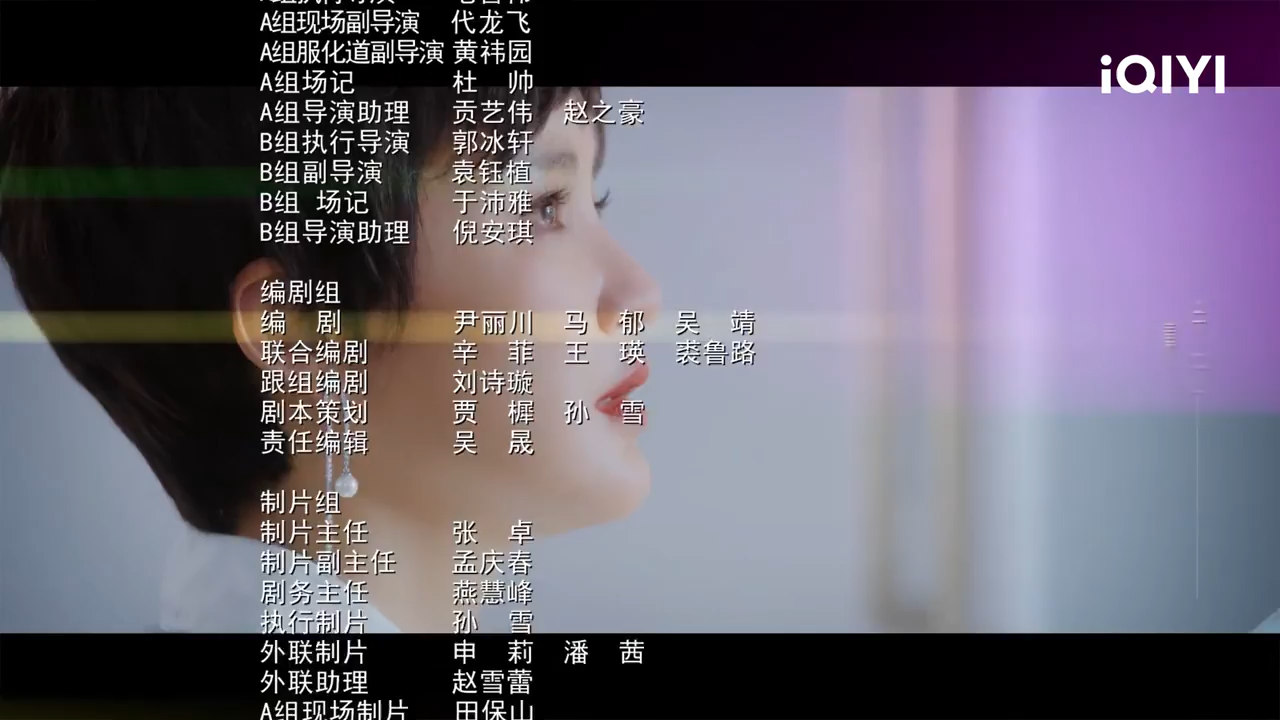 A组现场副导演 代龙飞
iQIYI
A组服化道副导演 黄祎园
A组场记 杜 帅
A组导演助理 贡艺伟 赵之豪
B组执行导演 郭冰轩
B组副导演 袁钰植
B组 场记 于沛雅
B组导演助理 倪安琪
编剧组
编 剧 尹丽川 马 郁 吴 靖
联合编剧 辛 菲 王 瑛 裘鲁路
跟组编剧 刘诗璇
剧本策划 贾 樨 孙 雪
责任编辑 吴 晟
制片组
制片主任 张 卓
制片副主任 孟庆春
剧务主任 燕慧峰
执行制片 孙 雪
外联制片 申 莉 潘 茜
外联助理 赵雪蕾
A组现场制片 田保山